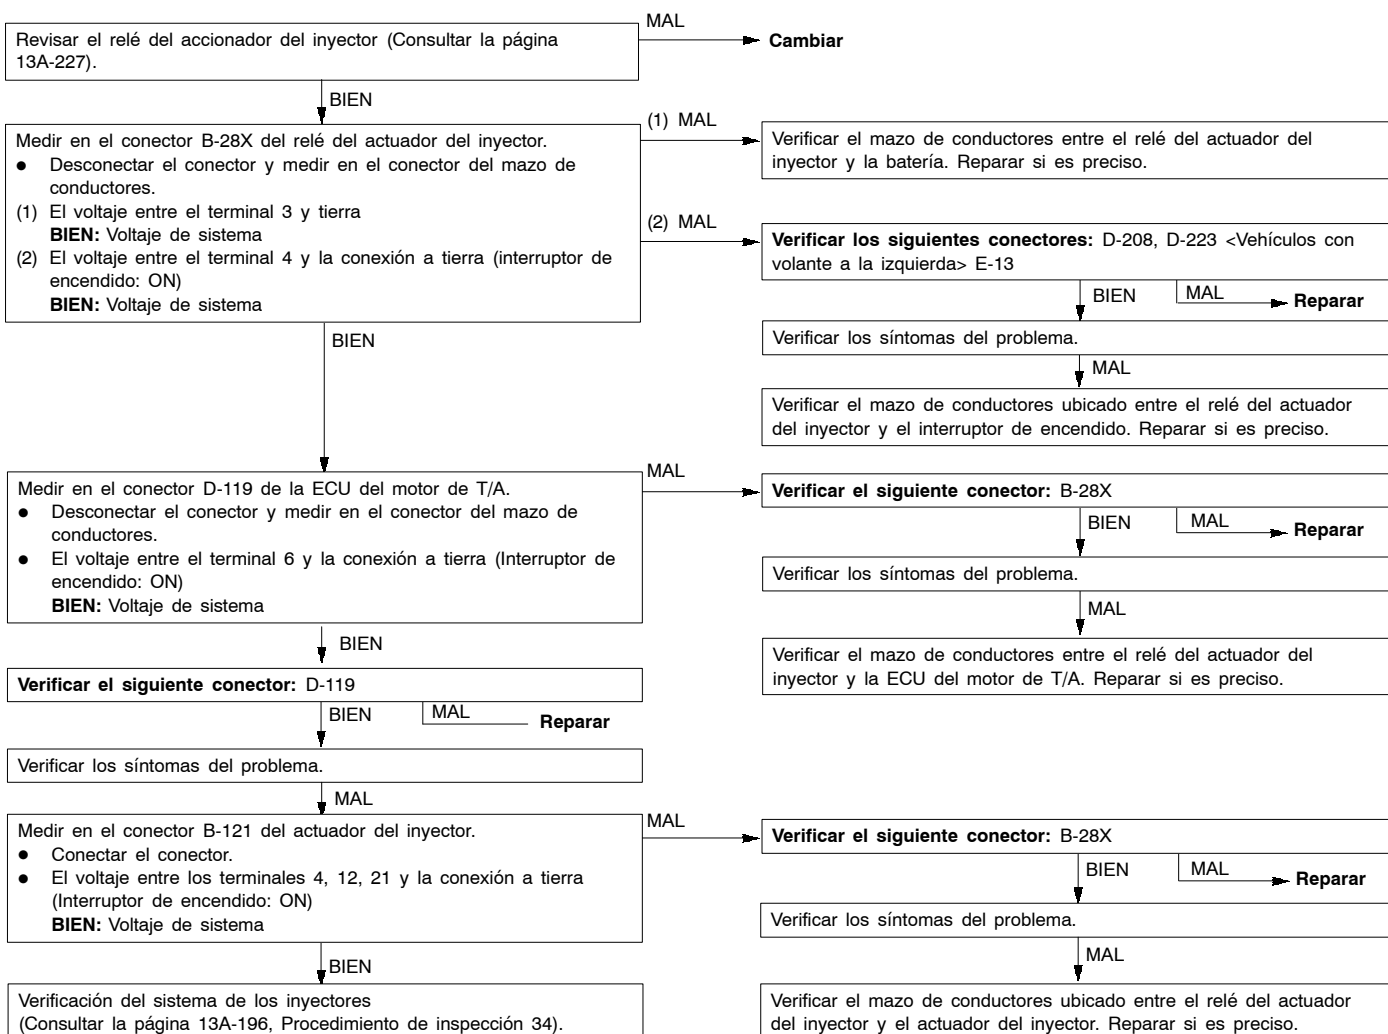 Revisar el relé del accionador del inyector (Consultar la página
13A-227).
MAL
Cambiar
BIEN
Medir en el conector B-28X del relé del actuador del inyector.
● Desconectar el conector y medir en el conector del mazo de
conductores.
(1) El voltaje entre el terminal 3 y tierra
BIEN: Voltaje de sistema
(2) El voltaje entre el terminal 4 y la conexión a tierra (interruptor de
encendido: ON)
BIEN: Voltaje de sistema
(1) MAL
Verificar el mazo de conductores entre el relé del actuador del
inyector y la batería. Reparar si es preciso.
(2) MAL
Verificar los siguientes conectores: D-208, D-223 <Vehículos con
volante a la izquierda> E-13
BIEN
MAL
Reparar
Verificar los síntomas del problema.
MAL
Verificar el mazo de conductores ubicado entre el relé del actuador
del inyector y el interruptor de encendido. Reparar si es preciso.
BIEN
Medir en el conector D-119 de la ECU del motor de T/A.
● Desconectar el conector y medir en el conector del mazo de
conductores.
● El voltaje entre el terminal 6 y la conexión a tierra (Interruptor de
encendido: ON)
BIEN: Voltaje de sistema
MAL
Verificar el siguiente conector: B-28X
BIEN
MAL
Reparar
Verificar los síntomas del problema.
MAL
Verificar el mazo de conductores entre el relé del actuador del
inyector y la ECU del motor de T/A. Reparar si es preciso.
BIEN
Verificar el siguiente conector: D-119
BIEN
MAL
Reparar
Verificar los síntomas del problema.
MAL
Medir en el conector B-121 del actuador del inyector.
● Conectar el conector.
● El voltaje entre los terminales 4, 12, 21 y la conexión a tierra
(Interruptor de encendido: ON)
BIEN: Voltaje de sistema
MAL
Verificar el siguiente conector: B-28X
BIEN
MAL
Reparar
Verificar los síntomas del problema.
MAL
Verificar el mazo de conductores ubicado entre el relé del actuador
del inyector y el actuador del inyector. Reparar si es preciso.
BIEN
Verificación del sistema de los inyectores
(Consultar la página 13A-196, Procedimiento de inspección 34).